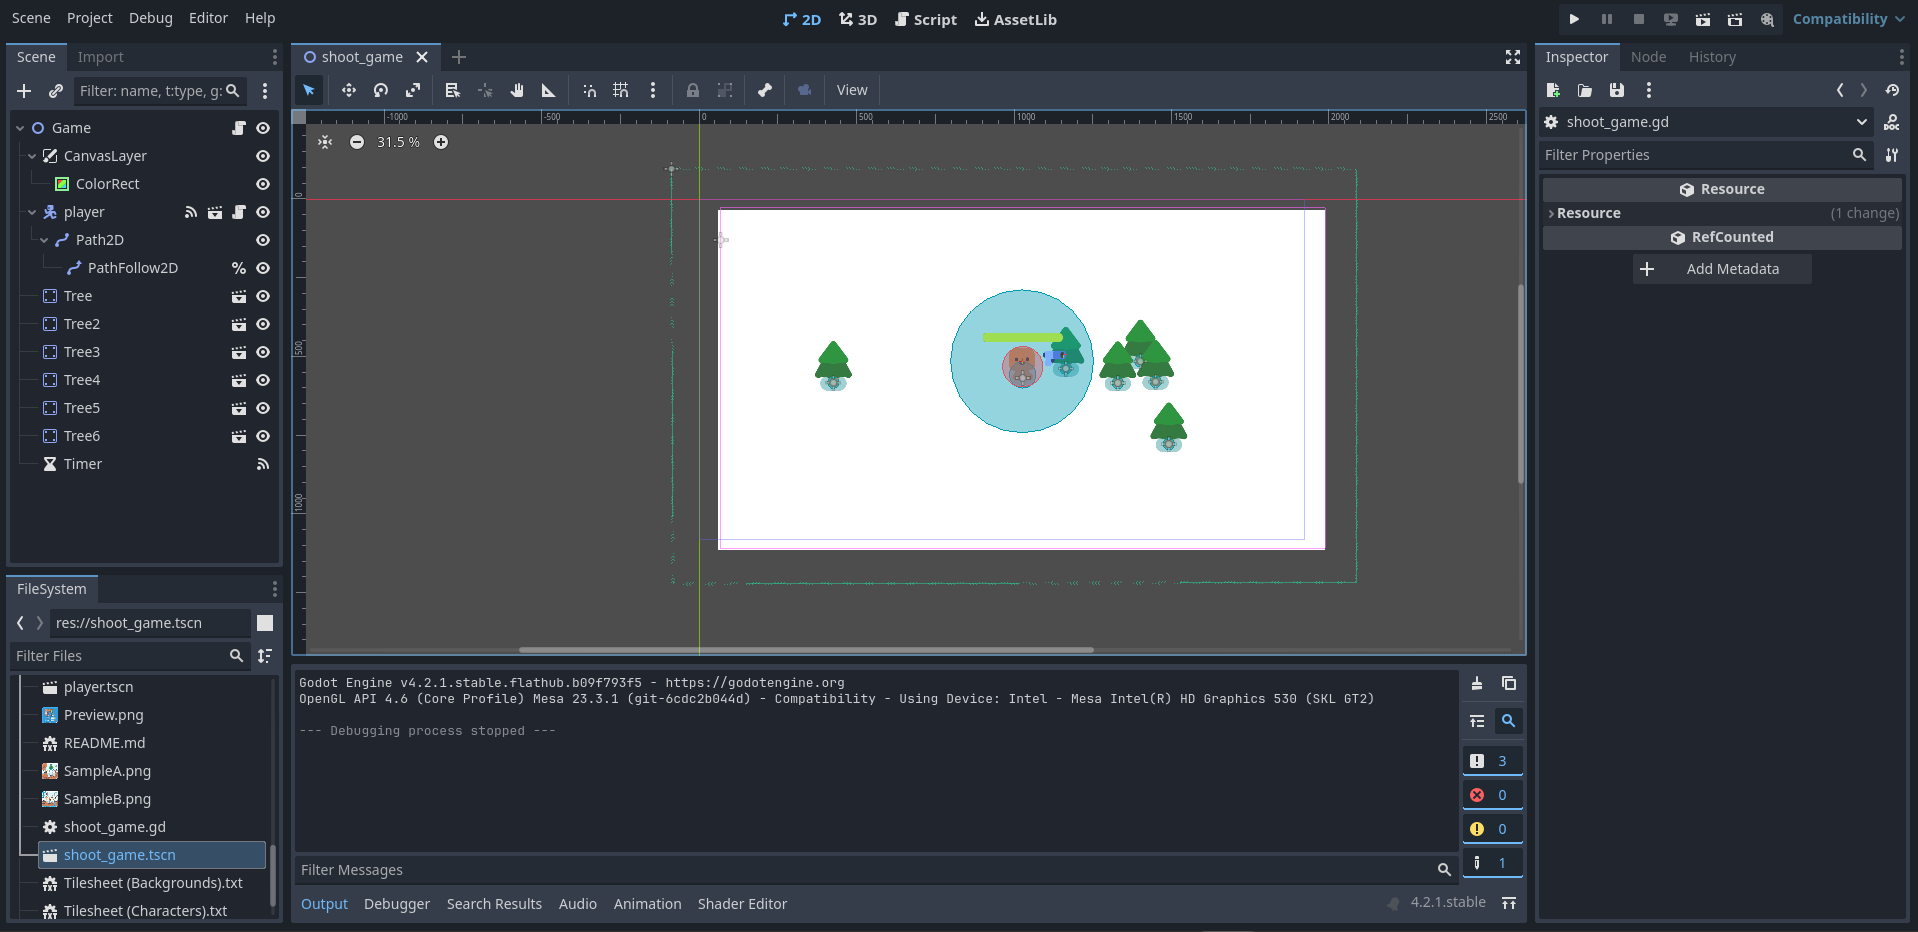 Scene Project Debug Editor Help
2D 3D Script AssetLib
Compatibility
Scene Import
Filter: name, t:type, g:
Game
CanvasLayer
ColorRect
player
Path2D
PathFollow2D %
Tree
Tree2
Tree3
Tree4
Tree5
Tree6
Timer
FileSystem
res://shoot_game.tscn
Filter Files
player.tscn
Preview.png
README.md
SampleA.png
SampleB.png
shoot_game.gd
shoot_game.tscn
Tilesheet (Backgrounds).txt
Tilesheet (Characters).txt
shoot_game
View
-1000 -500 0 500 1000 1500 2000 2500
31.5 %
0
500
1000
Godot Engine v4.2.1.stable.flathub.b09f793f5 - https://godotengine.org
OpenGL API 4.6 (Core Profile) Mesa 23.3.1 (git-6cdc2b044d) - Compatibility - Using Device: Intel - Mesa Intel(R) HD Graphics 530 (SKL GT2)
--- Debugging process stopped ---
3
0
0
1
Filter Messages
Output Debugger Search Results Audio Animation Shader Editor
4.2.1.stable
Inspector Node History
shoot_game.gd
DOC
Filter Properties
Resource
Resource (1 change)
RefCounted
Add Metadata